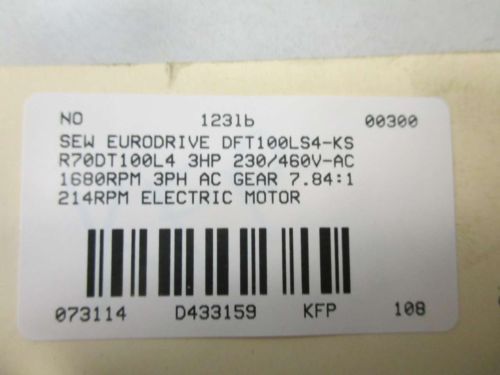 NO 123lb 00300
SEW EURODRIVE DFT100LS4-KS
R70DT100L4 3HP 230/460V-AC
1680RPM 3PH AC GEAR 7.84:1
214RPM ELECTRIC MOTOR
073114 D433159 KFP 108